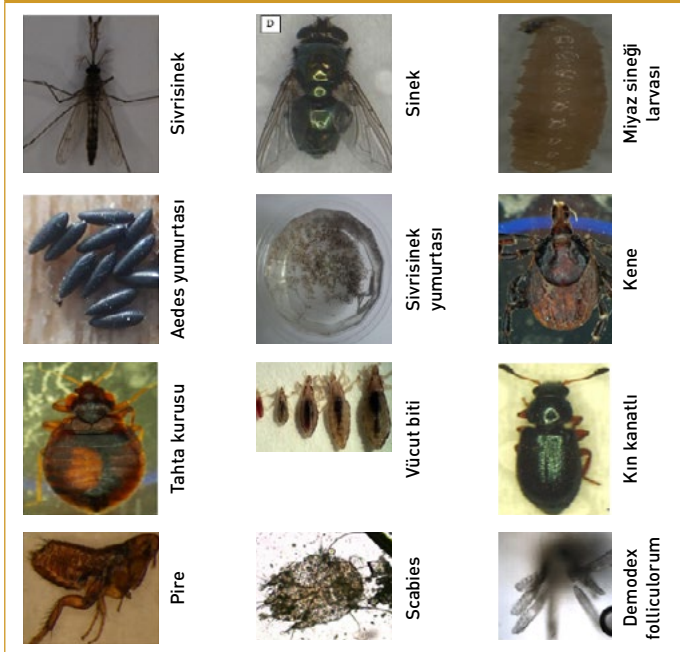 Pire
Tahta kurusu
Aedes yumurtası
Sivrisinek
Scabies
Vücut biti
Sivrisinek
yumurtası
D
Sinek
Demodex
folliculorum
Kın kanatlı
Kene
Miyaz sineği
larvası